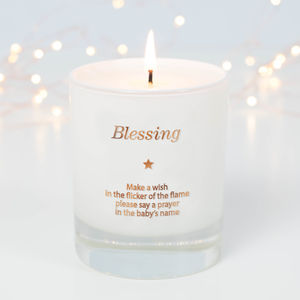 Blessing
Make a wish
in the flicker of the flame
please say a prayer
in the baby's name